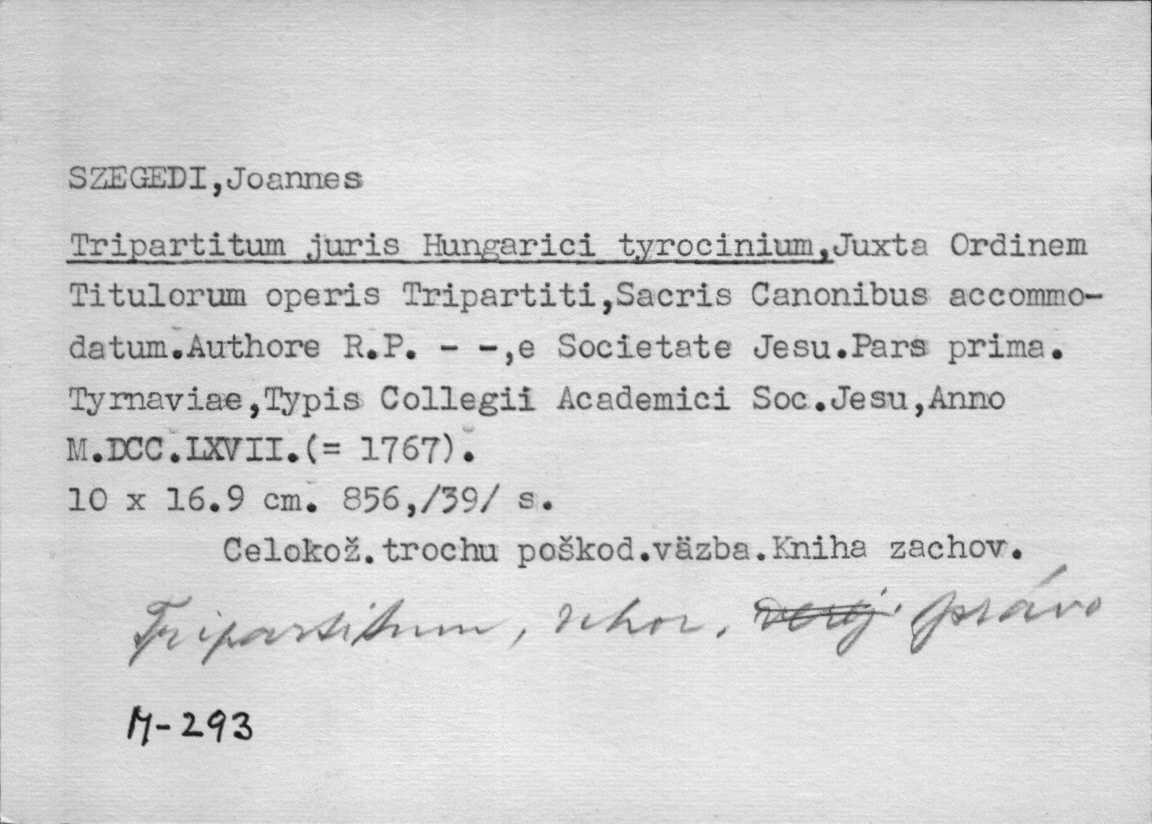 SZEGEDI,Joannes
Tripartitum juris Hungarici tyrocinium,Juxta Ordinem
Titulorum operis Tripartiti,Sacris Canonibus accommo-
datum.Authore R.P. - -,e Societate Jesu.Pars prima.
Tyrnaviae,Typis Collegii Academici Soc.Jesu,Anno
M.DCC.LXVII.(= 1767).
10 x 16.9 cm. 856,/39/ s.
Celokož.trochu poškod.väzba.Kniha zachov.
Tripartitum, uhor. verej. právo
M-293